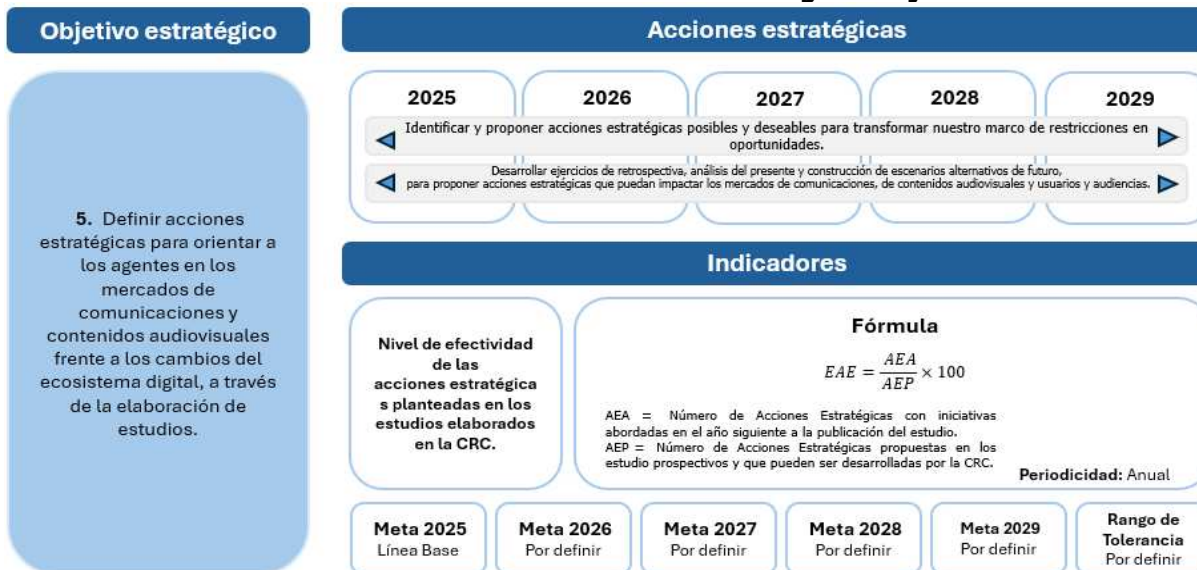 Objetivo estratégico
5. Definir acciones
estratégicas para orientar a
los agentes en los
mercados de
comunicaciones y
contenidos audiovisuales
frente a los cambios del
ecosistema digital, a través
de la elaboración de
estudios.
Acciones estratégicas
2025 2026 2027 2028 2029
Identificar y proponer acciones estratégicas posibles y deseables para transformar nuestro marco de restricciones en
oportunidades.
Desarrollar ejercicios de retrospectiva, análisis del presente y construcción de escenarios alternativos de futuro,
para proponer acciones estratégicas que puedan impactar los mercados de comunicaciones, de contenidos audiovisuales y usuarios y audiencias.
Indicadores
Nivel de efectividad
de las
acciones estratégica
s planteadas en los
estudios elaborados
en la CRC.
Fórmula
EAE = AEA / AEP × 100
AEA = Número de Acciones Estratégicas con iniciativas
abordadas en el año siguiente a la publicación del estudio.
AEP = Número de Acciones Estratégicas propuestas en los
estudio prospectivos y que pueden ser desarrolladas por la CRC.
Periodicidad: Anual
Meta 2025
Línea Base
Meta 2026
Por definir
Meta 2027
Por definir
Meta 2028
Por definir
Meta 2029
Por definir
Rango de
Tolerancia
Por definir